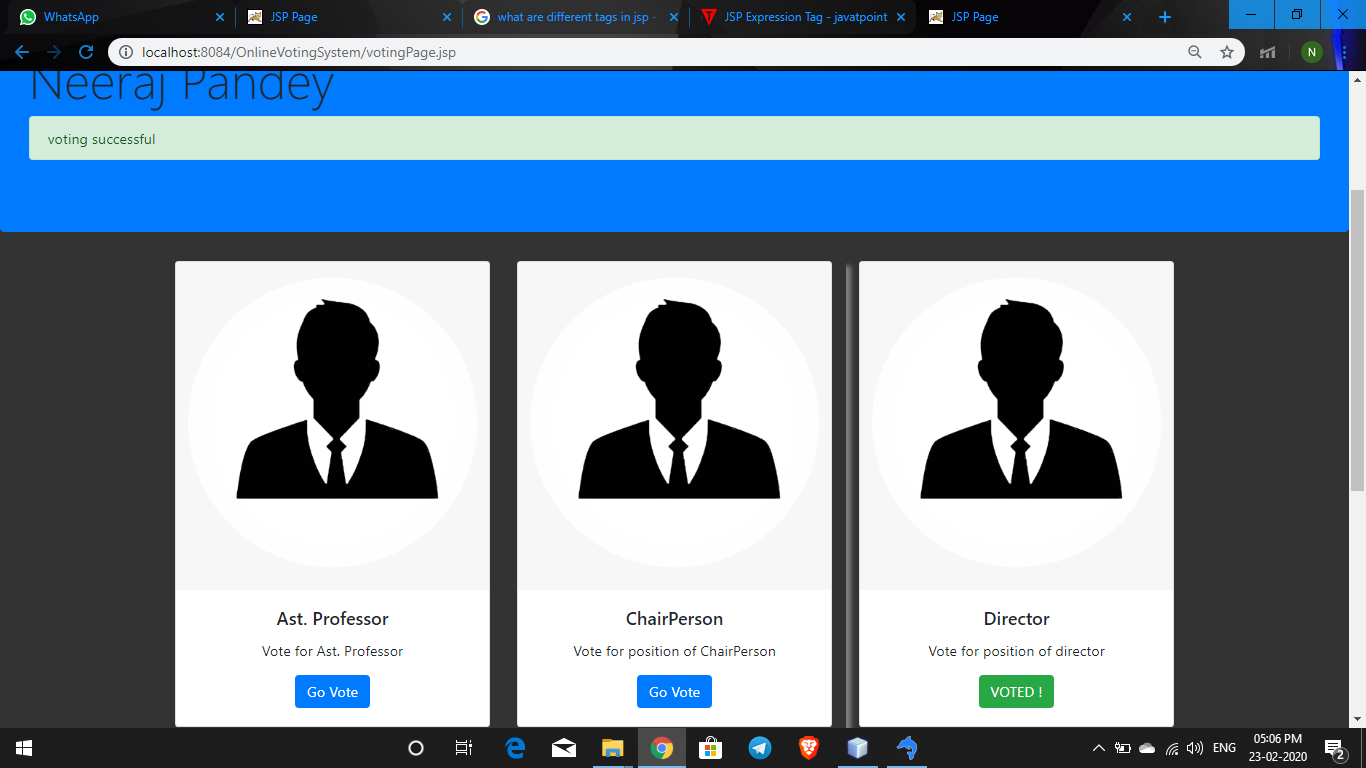 WhatsApp
JSP Page
what are different tags in jsp -
JSP Expression Tag - javatpoint
JSP Page
localhost:8084/OnlineVotingSystem/votingPage.jsp
N
Neeraj Pandey
voting successful
Ast. Professor
Vote for Ast. Professor
Go Vote
ChairPerson
Vote for position of ChairPerson
Go Vote
Director
Vote for position of director
VOTED !
ENG
05:06 PM
23-02-2020
2